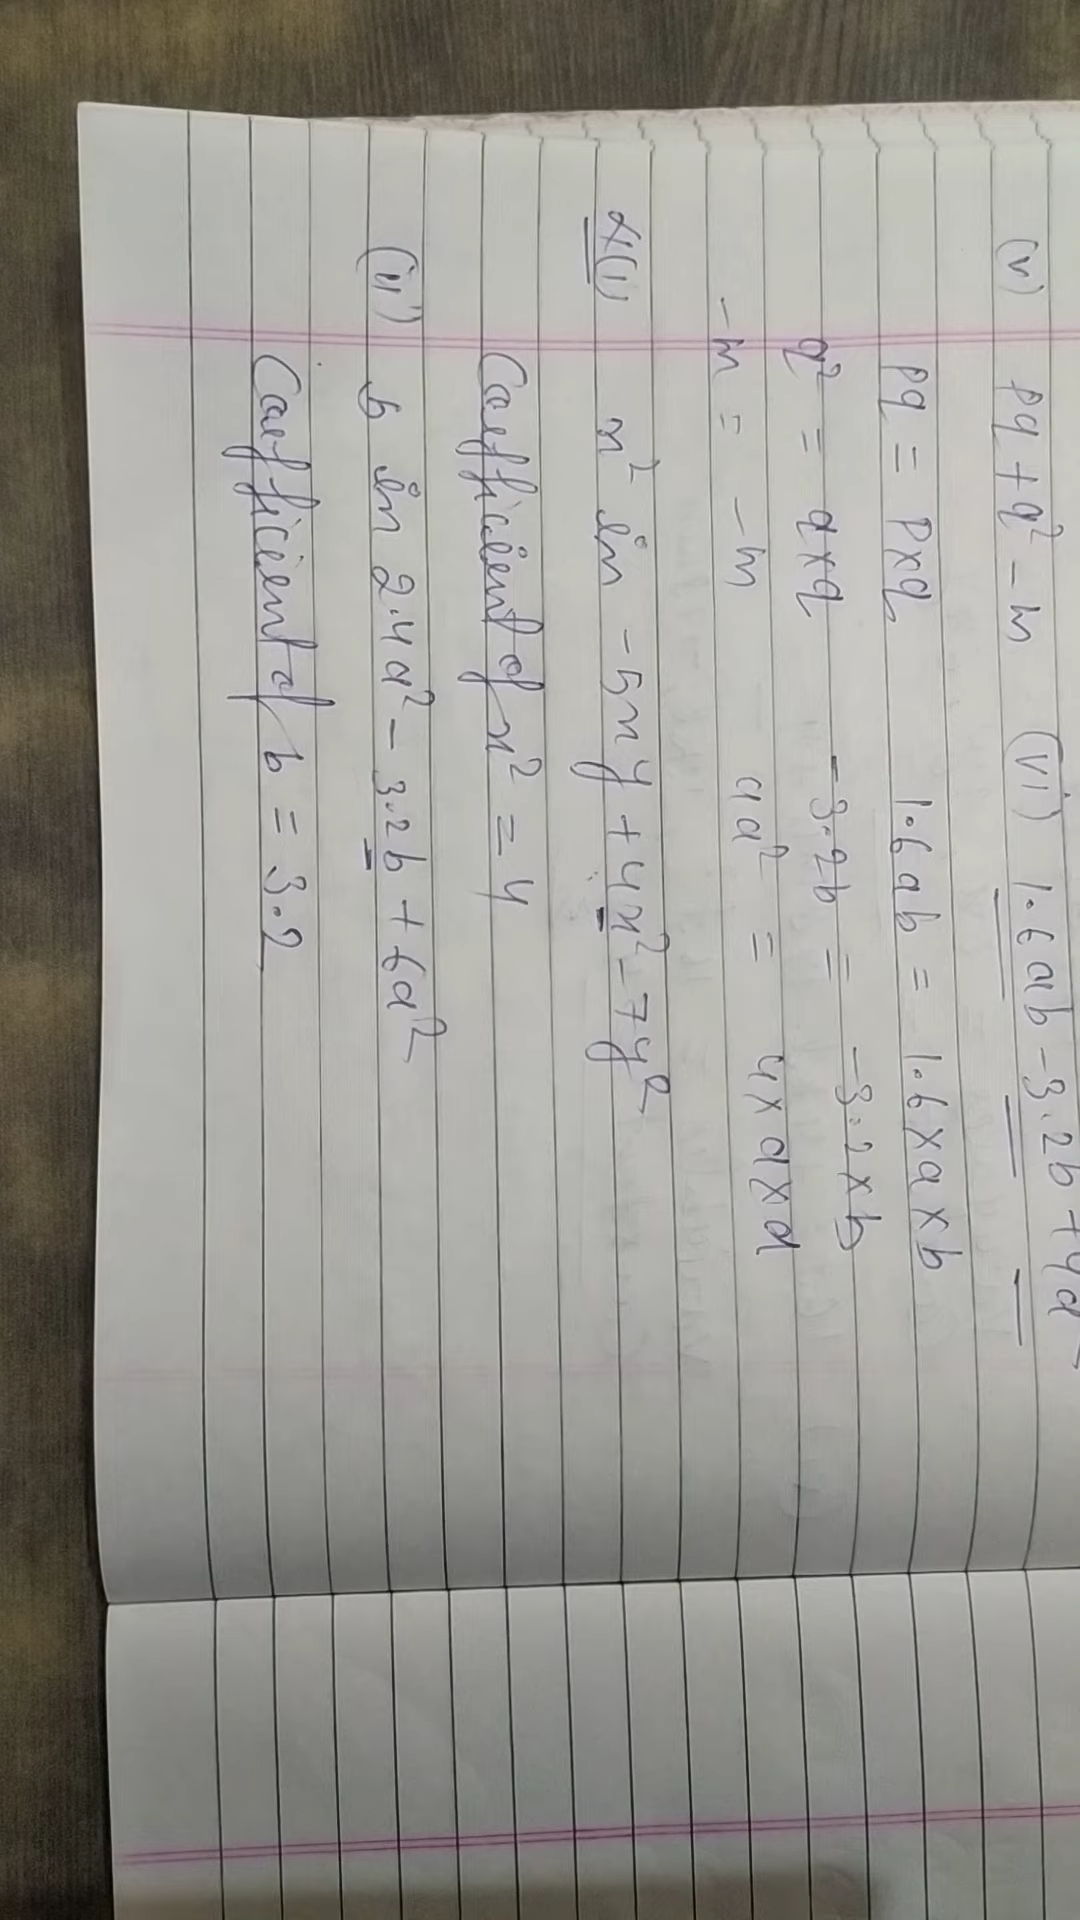 (v) pq + q² - m (vi) 1.6ab - 3.2b + 4a
pq = p×q 1.6ab = 1.6×a×b
q² = q×q -3.2b = -3.2×b
-m = -m 4a² = 4×a×a
(i) x² in -5xy + 4x² - 7y²
Coefficient of x² = 4
(ii) b in 2.4a² - 3.2b + 6a²
Coefficient of b = 3.2